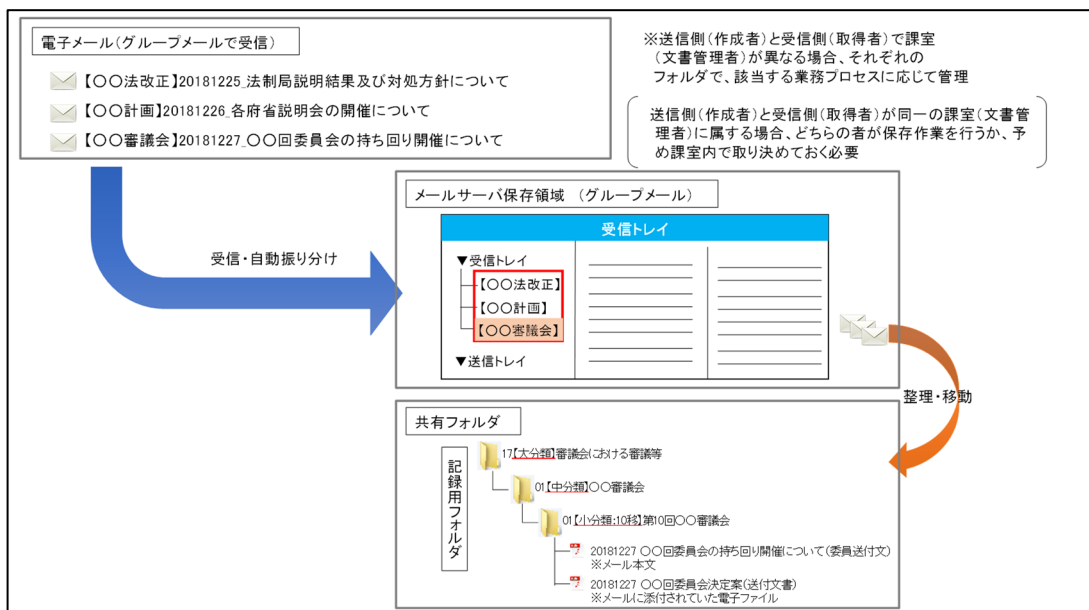 電子メール(グループメールで受信)
【〇〇法改正】20181225_法制局説明結果及び対処方針について
【〇〇計画】20181226_各府省説明会の開催について
【〇〇審議会】20181227_〇〇回委員会の持ち回り開催について
※送信側(作成者)と受信側(取得者)で課室
(文書管理者)が異なる場合、それぞれの
フォルダで、該当する業務プロセスに応じて管理
送信側(作成者)と受信側(取得者)が同一の課室(文書管
理者)に属する場合、どちらの者が保存作業を行うか、予
め課室内で取り決めておく必要
受信・自動振り分け
メールサーバ保存領域 (グループメール)
受信トレイ
▼受信トレイ
【〇〇法改正】
【〇〇計画】
【〇〇審議会】
▼送信トレイ
整理・移動
共有フォルダ
記録用フォルダ
17【大分類】審議会における審議等
01【中分類】〇〇審議会
01【小分類:10移】第10回〇〇審議会
20181227 〇〇回委員会の持ち回り開催について(委員送付文)
※メール本文
20181227 〇〇回委員会決定案(送付文書)
※メールに添付されていた電子ファイル